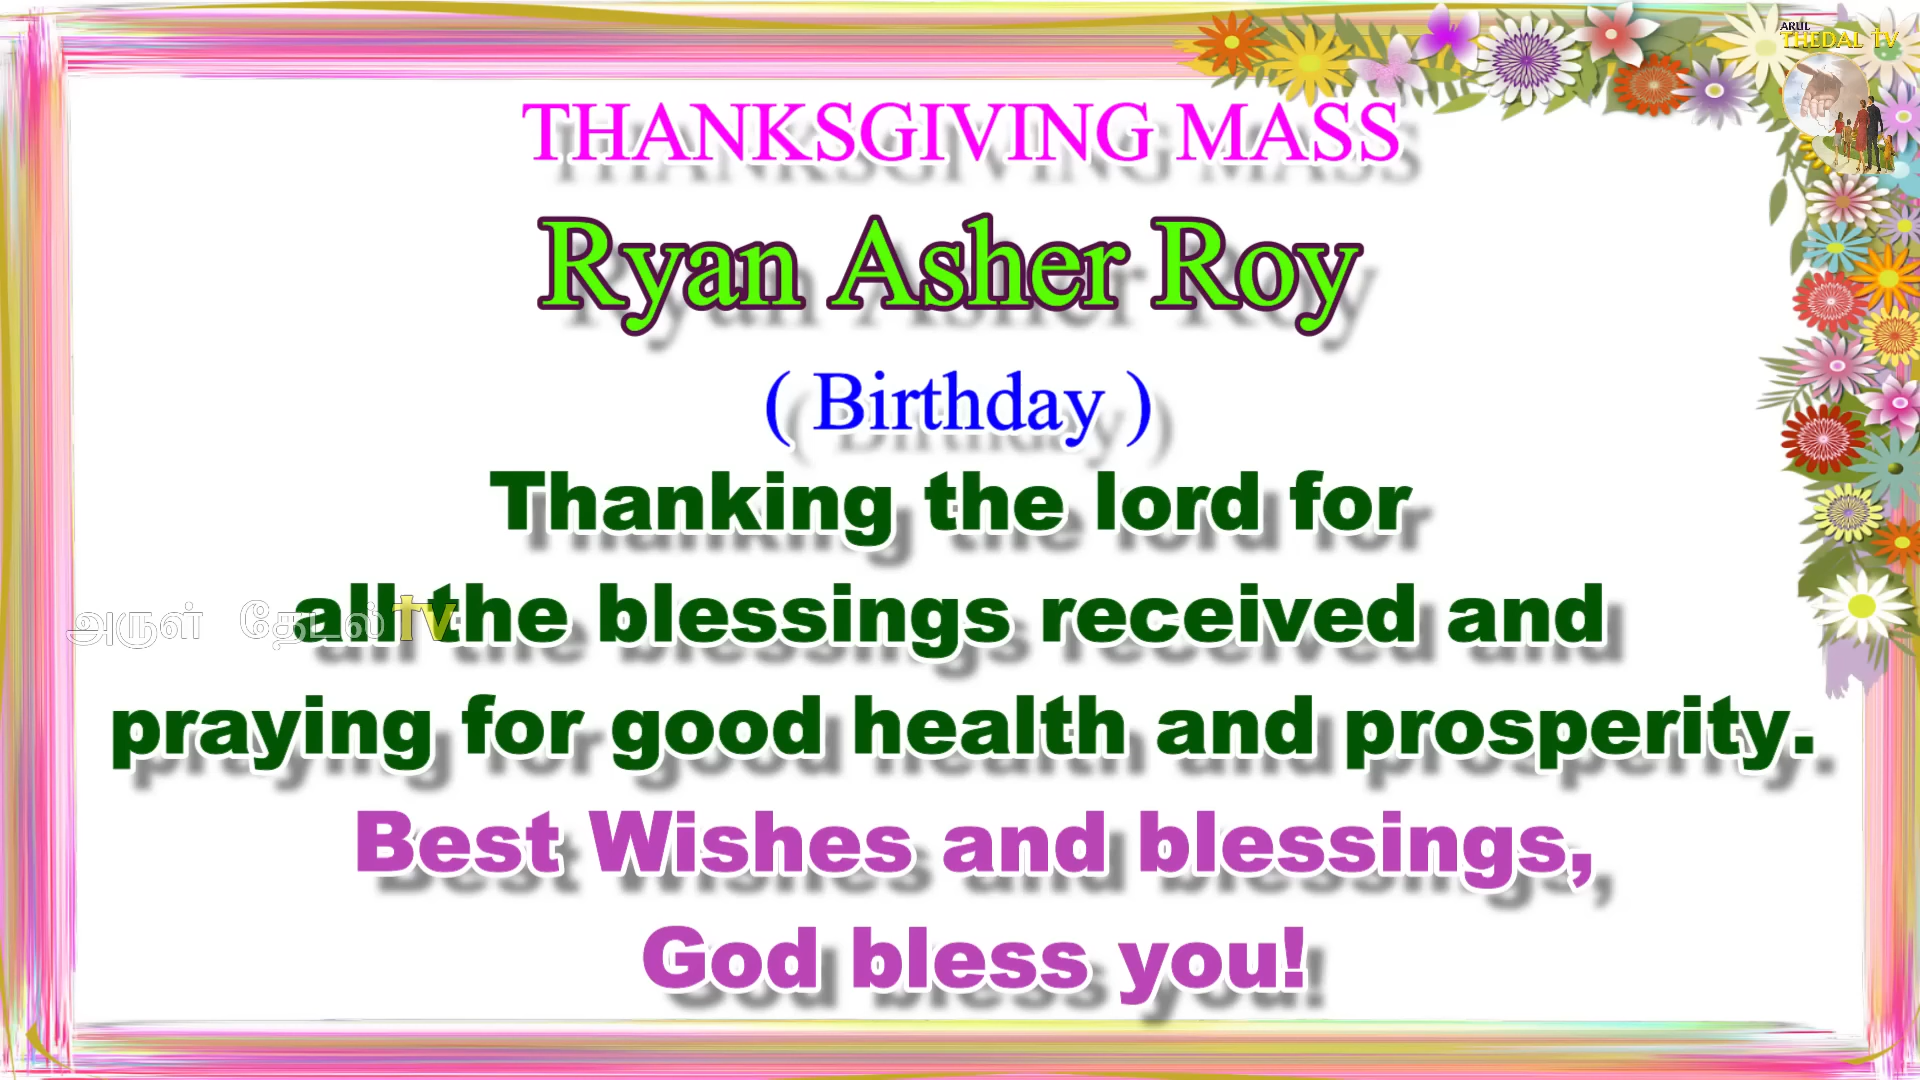 ARUL
THEDAL TV
THANKSGIVING MASS
Ryan Asher Roy
( Birthday )
Thanking the lord for
all the blessings received and
அருள் தேடல் TV
praying for good health and prosperity.
Best Wishes and blessings,
God bless you!